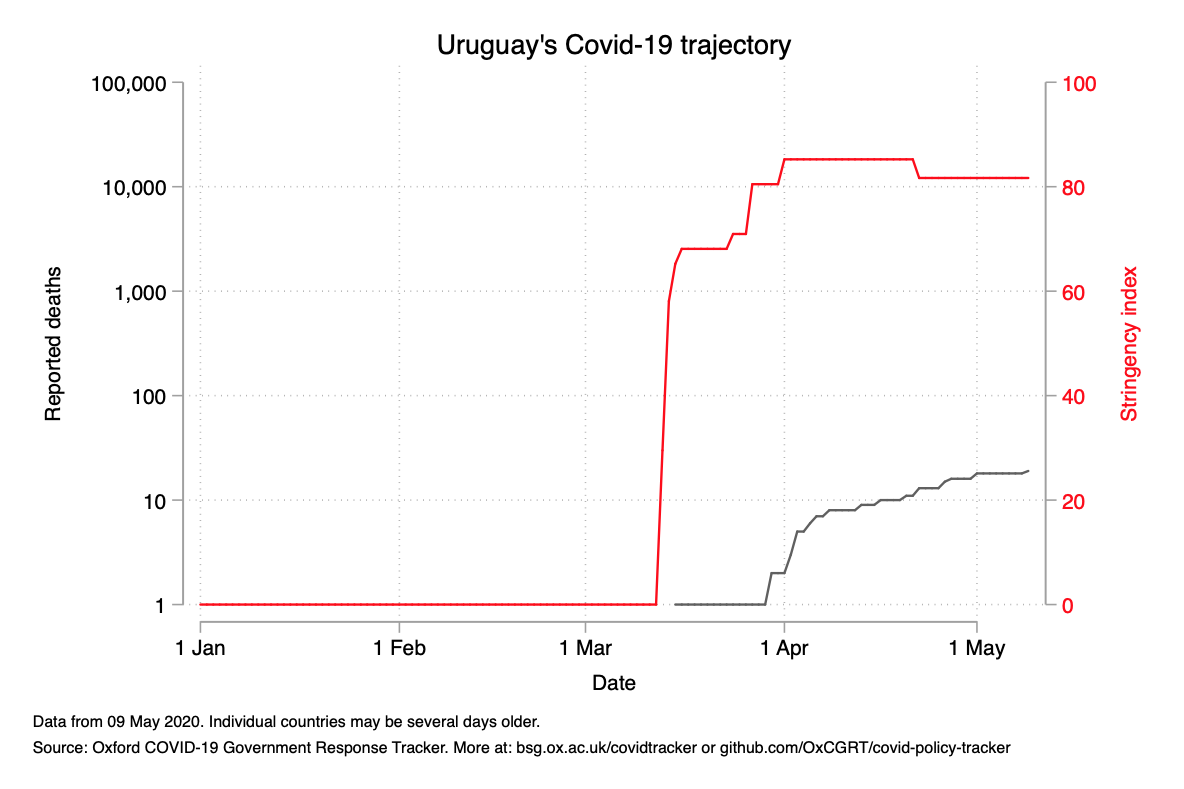 Uruguay's Covid-19 trajectory
100,000
10,000
1,000
100
10
1
Reported deaths
100
80
60
40
20
0
Stringency index
1 Jan
1 Feb
1 Mar
1 Apr
1 May
Date
Data from 09 May 2020. Individual countries may be several days older.
Source: Oxford COVID-19 Government Response Tracker. More at: bsg.ox.ac.uk/covidtracker or github.com/OxCGRT/covid-policy-tracker